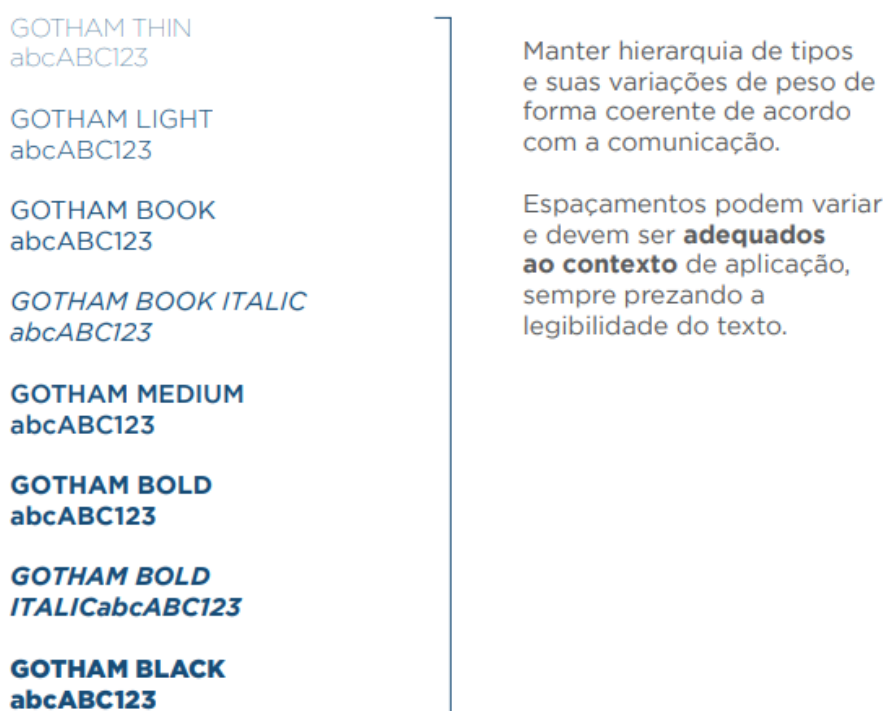 GOTHAM THIN
abcABC123
GOTHAM LIGHT
abcABC123
GOTHAM BOOK
abcABC123
GOTHAM BOOK ITALIC
abcABC123
GOTHAM MEDIUM
abcABC123
GOTHAM BOLD
abcABC123
GOTHAM BOLD
ITALICabcABC123
GOTHAM BLACK
abcABC123
Manter hierarquia de tipos
e suas variações de peso de
forma coerente de acordo
com a comunicação.
Espaçamentos podem variar
e devem ser adequados
ao contexto de aplicação,
sempre prezando a
legibilidade do texto.